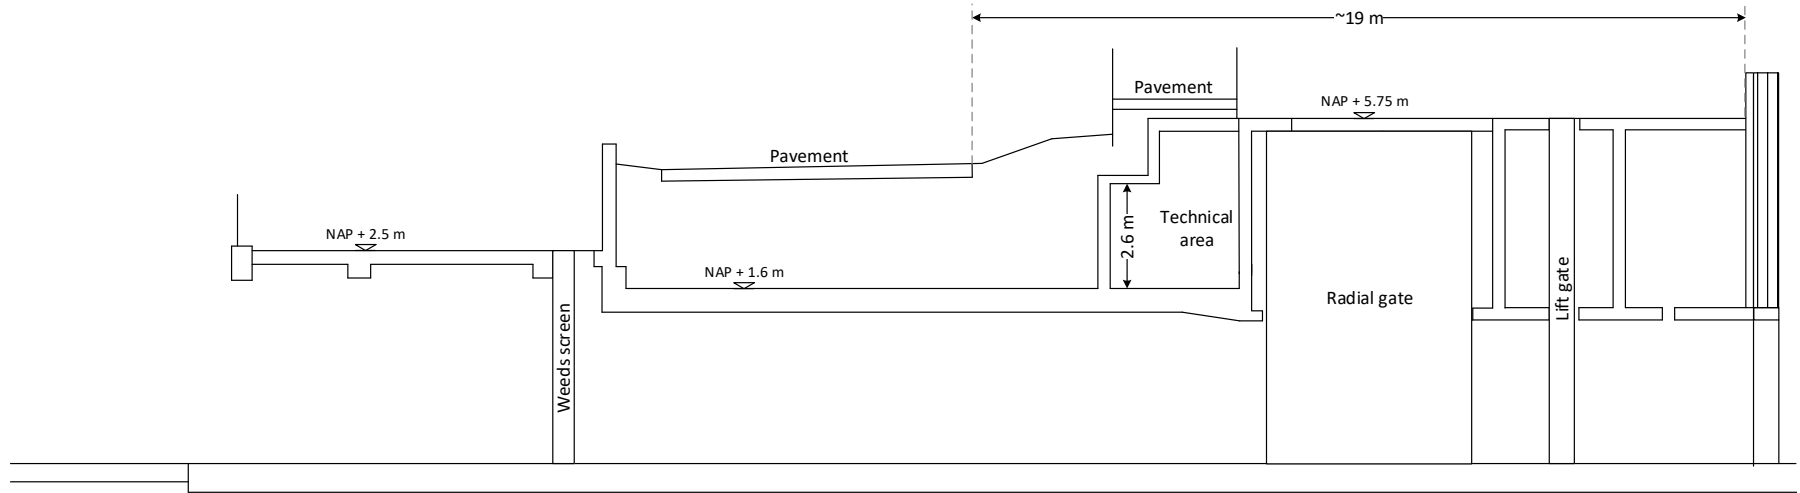 ~19 m
Pavement
NAP + 5.75 m
Pavement
2.6 m
Technical
area
NAP + 2.5 m
NAP + 1.6 m
Radial gate
Lift gate
Weeds screen